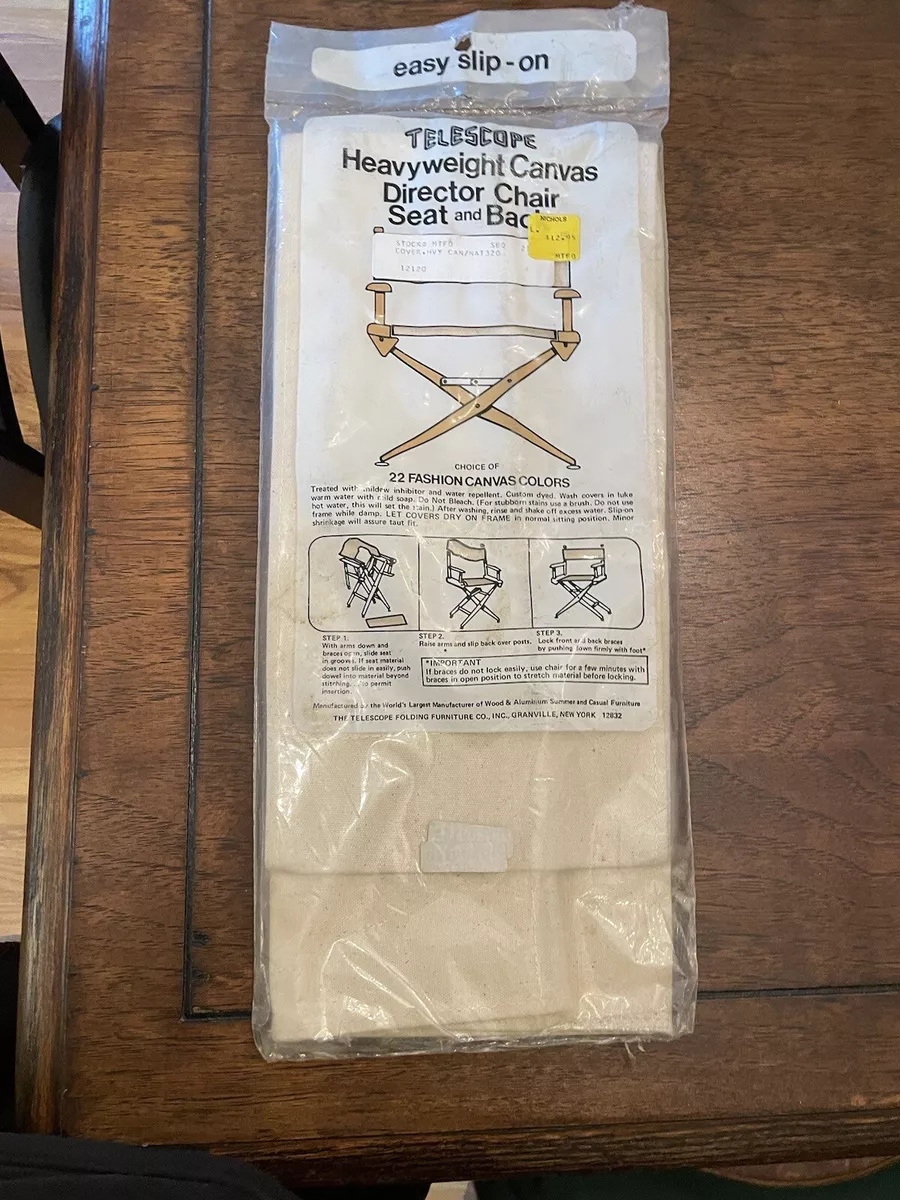 easy slip-on
TELESCOPE
Heavyweight Canvas
Director Chair
Seat and Bac
NICHOLS
$12.95
MTFO
STOCK# MTFO SEQ 2
COVER,HVY CAN/NAT320
12120
CHOICE OF
22 FASHION CANVAS COLORS
Treated with mildew inhibitor and water repellent. Custom dyed. Wash covers in luke
warm water with mild soap. Do Not Bleach. (For stubborn stains use a brush. Do not use
hot water, this will set the stain.) After washing, rinse and shake off excess water. Slip on
frame while damp. LET COVERS DRY ON FRAME in normal sitting position. Minor
shrinkage will assure taut fit.
STEP 1.
With arms down and
braces open, slide seat
in grooves. If seat material
does not slide in easily, push
dowel into material beyond
stitching, to permit
insertion.
STEP 2.
Raise arms and slip back over posts.
STEP 3.
Lock front and back braces
by pushing down firmly with foot*
*IMPORTANT
If braces do not lock easily, use chair for a few minutes with
braces in open position to stretch material before locking.
Manufactured by the World's Largest Manufacturer of Wood & Aluminum Summer and Casual Furniture
THE TELESCOPE FOLDING FURNITURE CO., INC., GRANVILLE, NEW YORK 12832